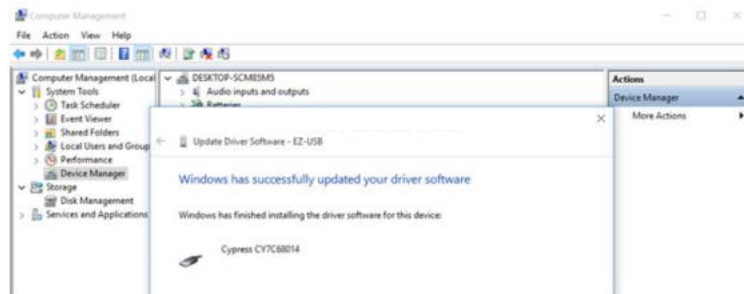 Computer Management
File Action View Help
Computer Management (Local
System Tools
Task Scheduler
Event Viewer
Shared Folders
Local Users and Group
Performance
Device Manager
Storage
Disk Management
Services and Applications
DESKTOP-SCM85M5
Audio inputs and outputs
Batteries
Update Driver Software - EZ-USB
Windows has successfully updated your driver software
Windows has finished installing the driver software for this device:
Cypress CY7C68014
Actions
Device Manager
More Actions